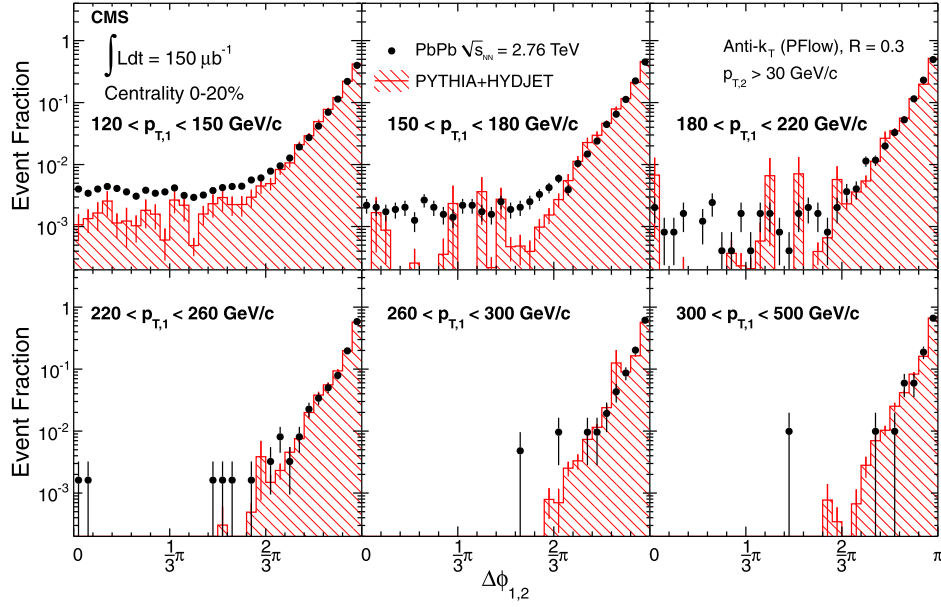 CMS
∫Ldt = 150 μb⁻¹
Centrality 0-20%
120 < p_T,1 < 150 GeV/c
PbPb √s_NN = 2.76 TeV
PYTHIA+HYDJET
150 < p_T,1 < 180 GeV/c
Anti-k_T (PFlow), R = 0.3
p_T,2 > 30 GeV/c
180 < p_T,1 < 220 GeV/c
Event Fraction
1
10⁻¹
10⁻²
10⁻³
220 < p_T,1 < 260 GeV/c
260 < p_T,1 < 300 GeV/c
300 < p_T,1 < 500 GeV/c
Event Fraction
1
10⁻¹
10⁻²
10⁻³
0 1/3π 2/3π 0 1/3π 2/3π 0 1/3π 2/3π π
Δϕ_1,2